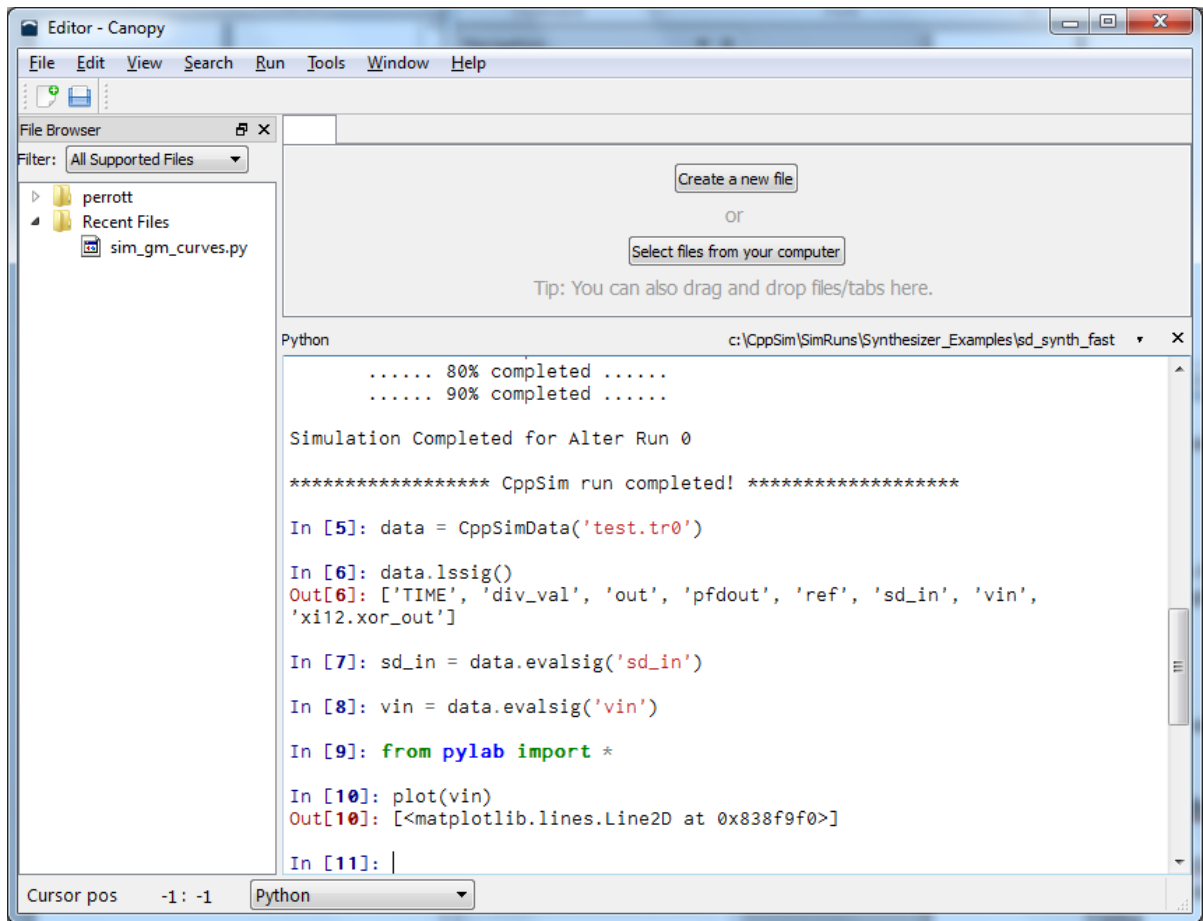 Editor - Canopy
File Edit View Search Run Tools Window Help
File Browser
Filter: All Supported Files
perrott
Recent Files
sim_gm_curves.py
Create a new file
or
Select files from your computer
Tip: You can also drag and drop files/tabs here.
Python c:\CppSim\SimRuns\Synthesizer_Examples\sd_synth_fast
...... 80% completed ......
...... 90% completed ......
Simulation Completed for Alter Run 0
****************** CppSim run completed! *******************
In [5]: data = CppSimData('test.tr0')
In [6]: data.lssig()
Out[6]: ['TIME', 'div_val', 'out', 'pfdout', 'ref', 'sd_in', 'vin',
'xi12.xor_out']
In [7]: sd_in = data.evalsig('sd_in')
In [8]: vin = data.evalsig('vin')
In [9]: from pylab import *
In [10]: plot(vin)
Out[10]: [<matplotlib.lines.Line2D at 0x838f9f0>]
In [11]:
Cursor pos -1: -1 Python